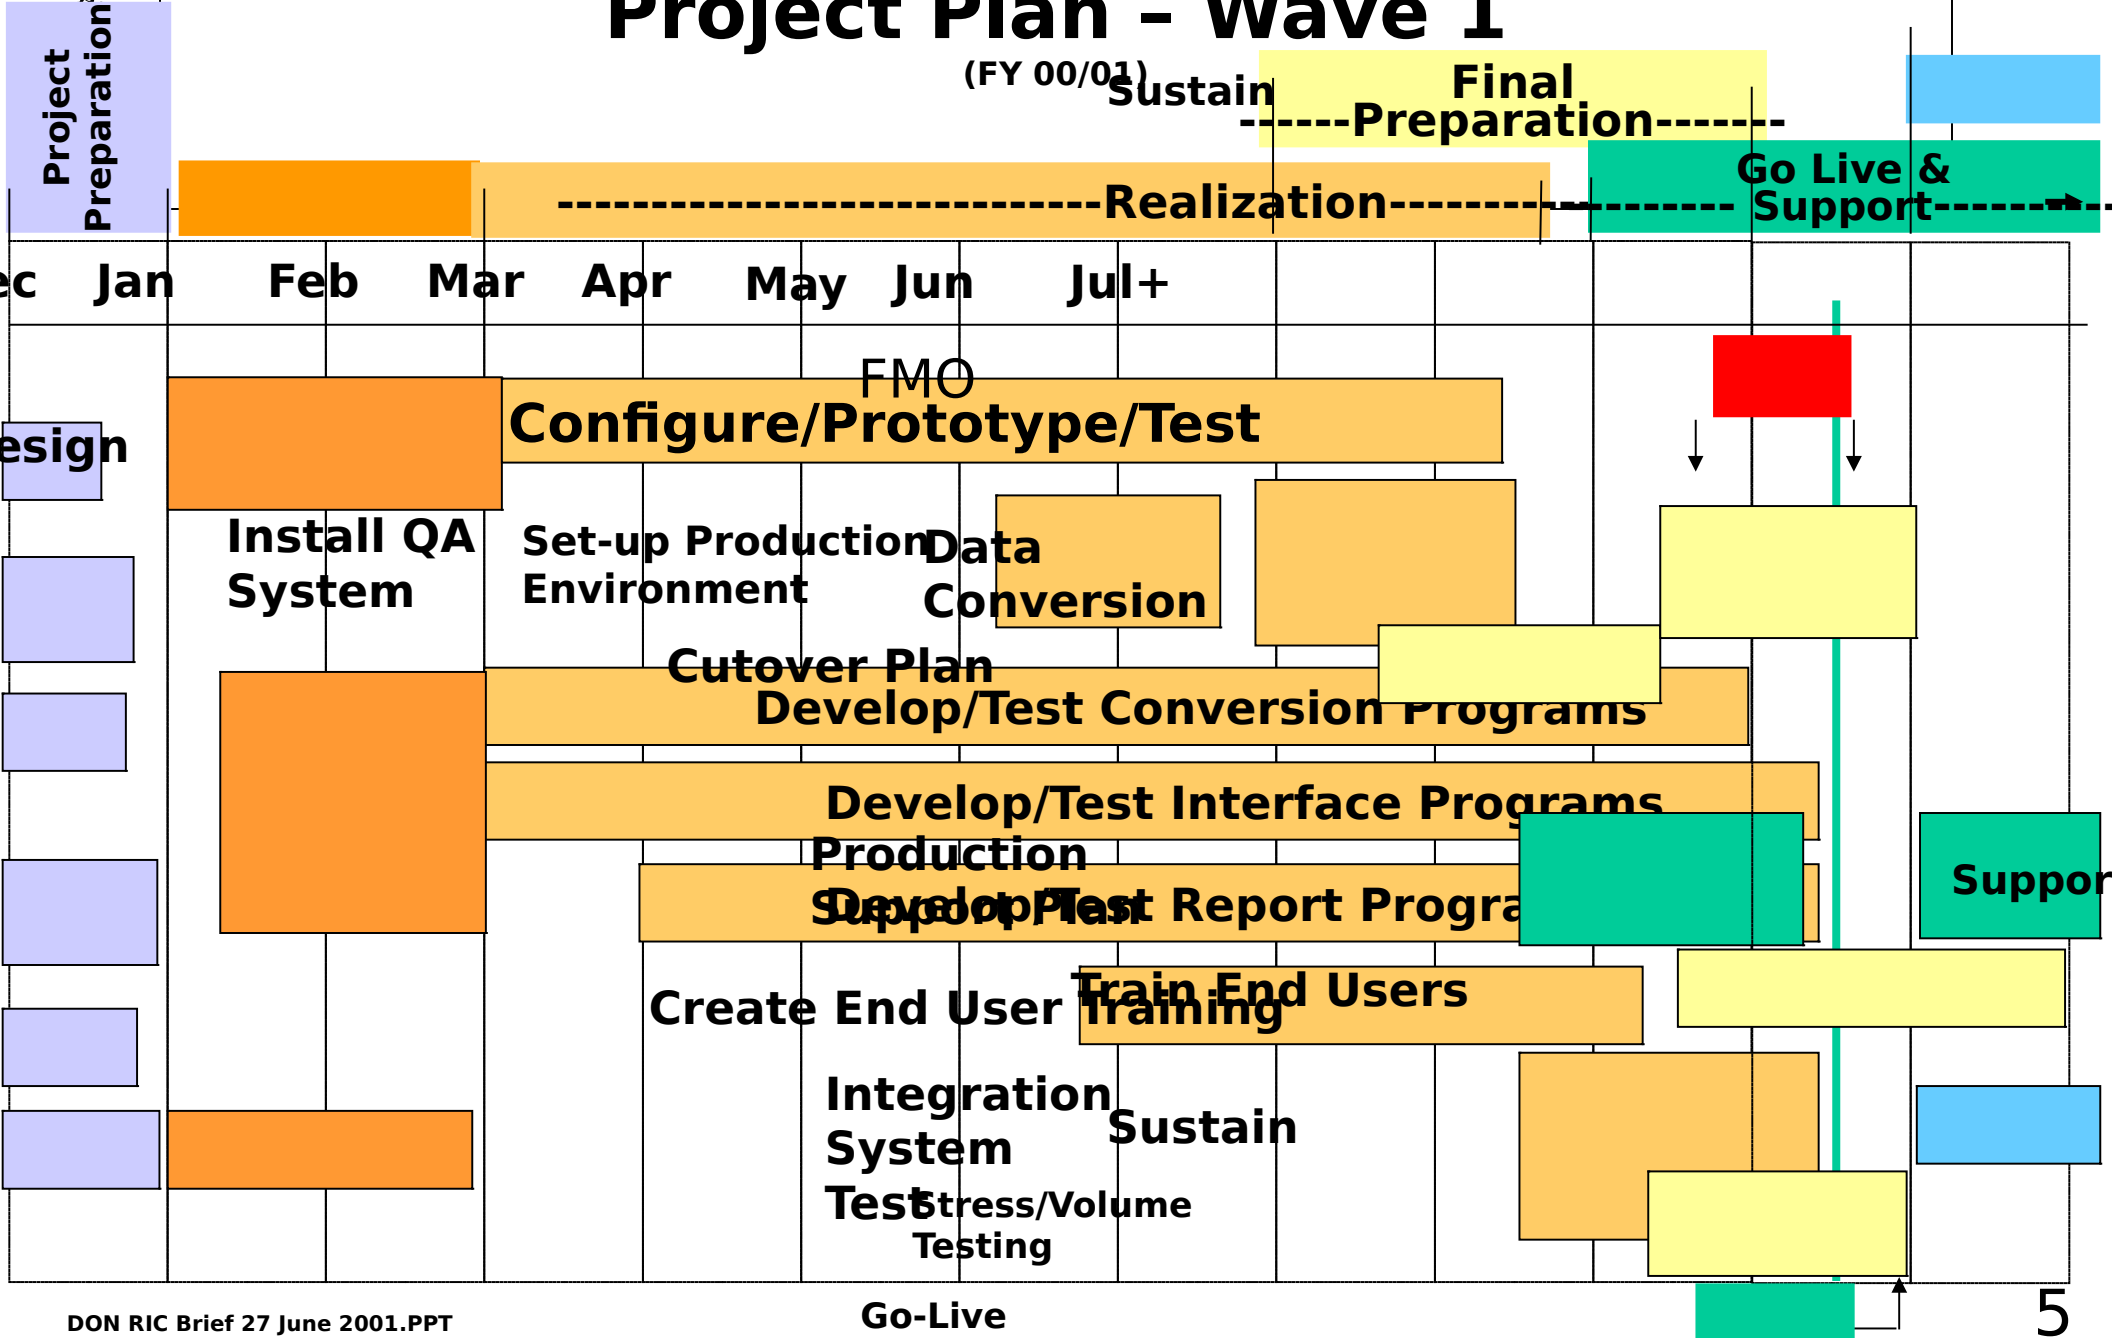 Project Plan – Wave 1
(FY 00/01)
Project
Preparation
Sustain
Final
------Preparation-------
Go Live &
Support
Realization
ec Jan Feb Mar Apr May Jun Jul+
FMO
Configure/Prototype/Test
esign
Install QA
System
Set-up Production
Environment
Data
Conversion
Cutover Plan
Develop/Test Conversion Programs
Develop/Test Interface Programs
Production
Support Plan
Develop/Test Report Progra
Suppor
Train End Users
Create End User Training
Integration
System
Test
Sustain
Stress/Volume
Testing
Go-Live
DON RIC Brief 27 June 2001.PPT
5